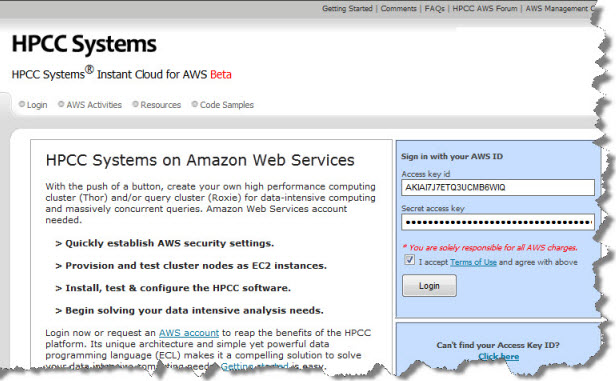 Getting Started | Comments | FAQs | HPCC AWS Forum | AWS Management C
HPCC Systems
HPCC Systems® Instant Cloud for AWS Beta
Login AWS Activities Resources Code Samples
HPCC Systems on Amazon Web Services
With the push of a button, create your own high performance computing
cluster (Thor) and/or query cluster (Roxie) for data-intensive computing
and massively concurrent queries. Amazon Web Services account
needed.
> Quickly establish AWS security settings.
> Provision and test cluster nodes as EC2 instances.
> Install, test & configure the HPCC software.
> Begin solving your data intensive analysis needs.
Login now or request an AWS account to reap the benefits of the HPCC
platform. Its unique architecture and simple yet powerful data
programming language (ECL) makes it a compelling solution to solve
your data intensive computing needs. Getting started is easy.
Sign in with your AWS ID
Access key id
AKIAI7J7ETQ3UCMB6WIQ
Secret access key
* You are solely responsible for all AWS charges.
I accept Terms of Use and agree with above
Login
Can't find your Access Key ID?
Click here